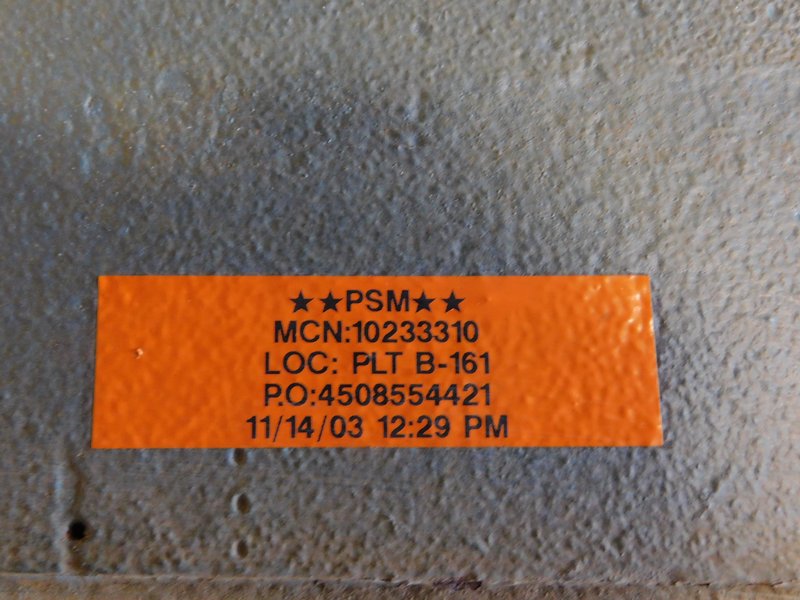 ★★PSM★★
MCN:10233310
LOC: PLT B-161
P.O:4508554421
11/14/03 12:29 PM